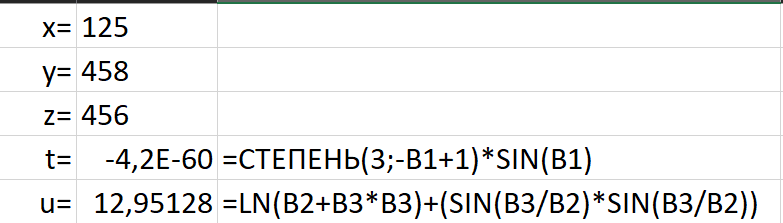 x= 125
y= 458
z= 456
t= -4,2E-60 =СТЕПЕНЬ(3;-B1+1)*SIN(B1)
u= 12,95128 =LN(B2+B3*B3)+(SIN(B3/B2)*SIN(B3/B2))